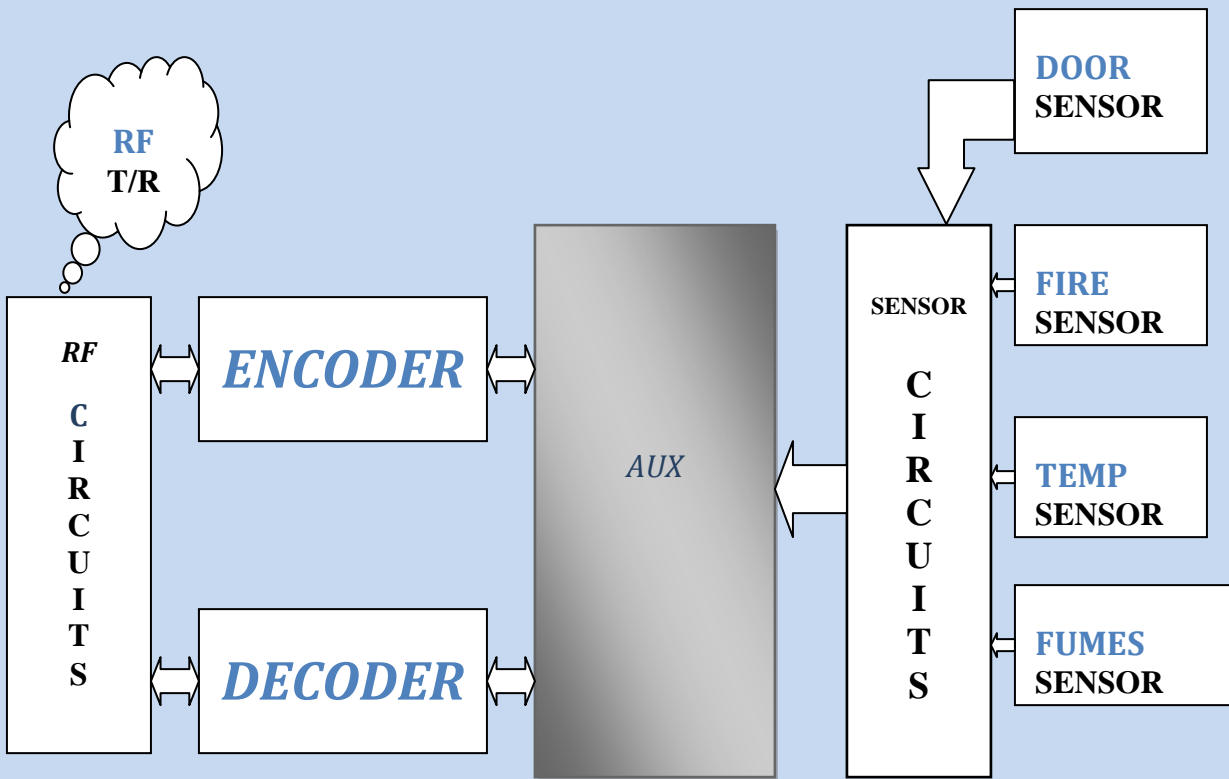 RF
T/R
RF
C
I
R
C
U
I
T
S
ENCODER
DECODER
AUX
SENSOR
C
I
R
C
U
I
T
S
DOOR
SENSOR
FIRE
SENSOR
TEMP
SENSOR
FUMES
SENSOR